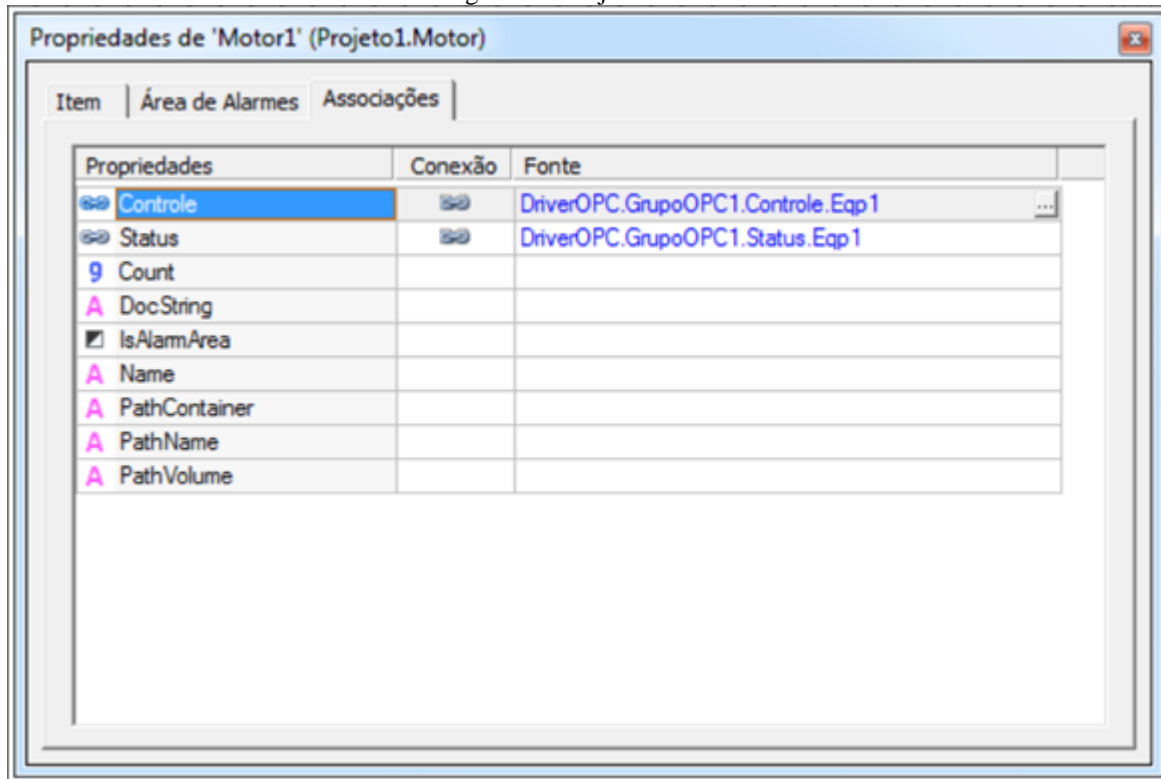 Propriedades de 'Motor1' (Projeto1.Motor)
Item Área de Alarmes Associações
Propriedades Conexão Fonte
Controle DriverOPC.GrupoOPC1.Controle.Eqp1 ...
Status DriverOPC.GrupoOPC1.Status.Eqp1
9 Count
A DocString
IsAlarmArea
A Name
A PathContainer
A PathName
A PathVolume